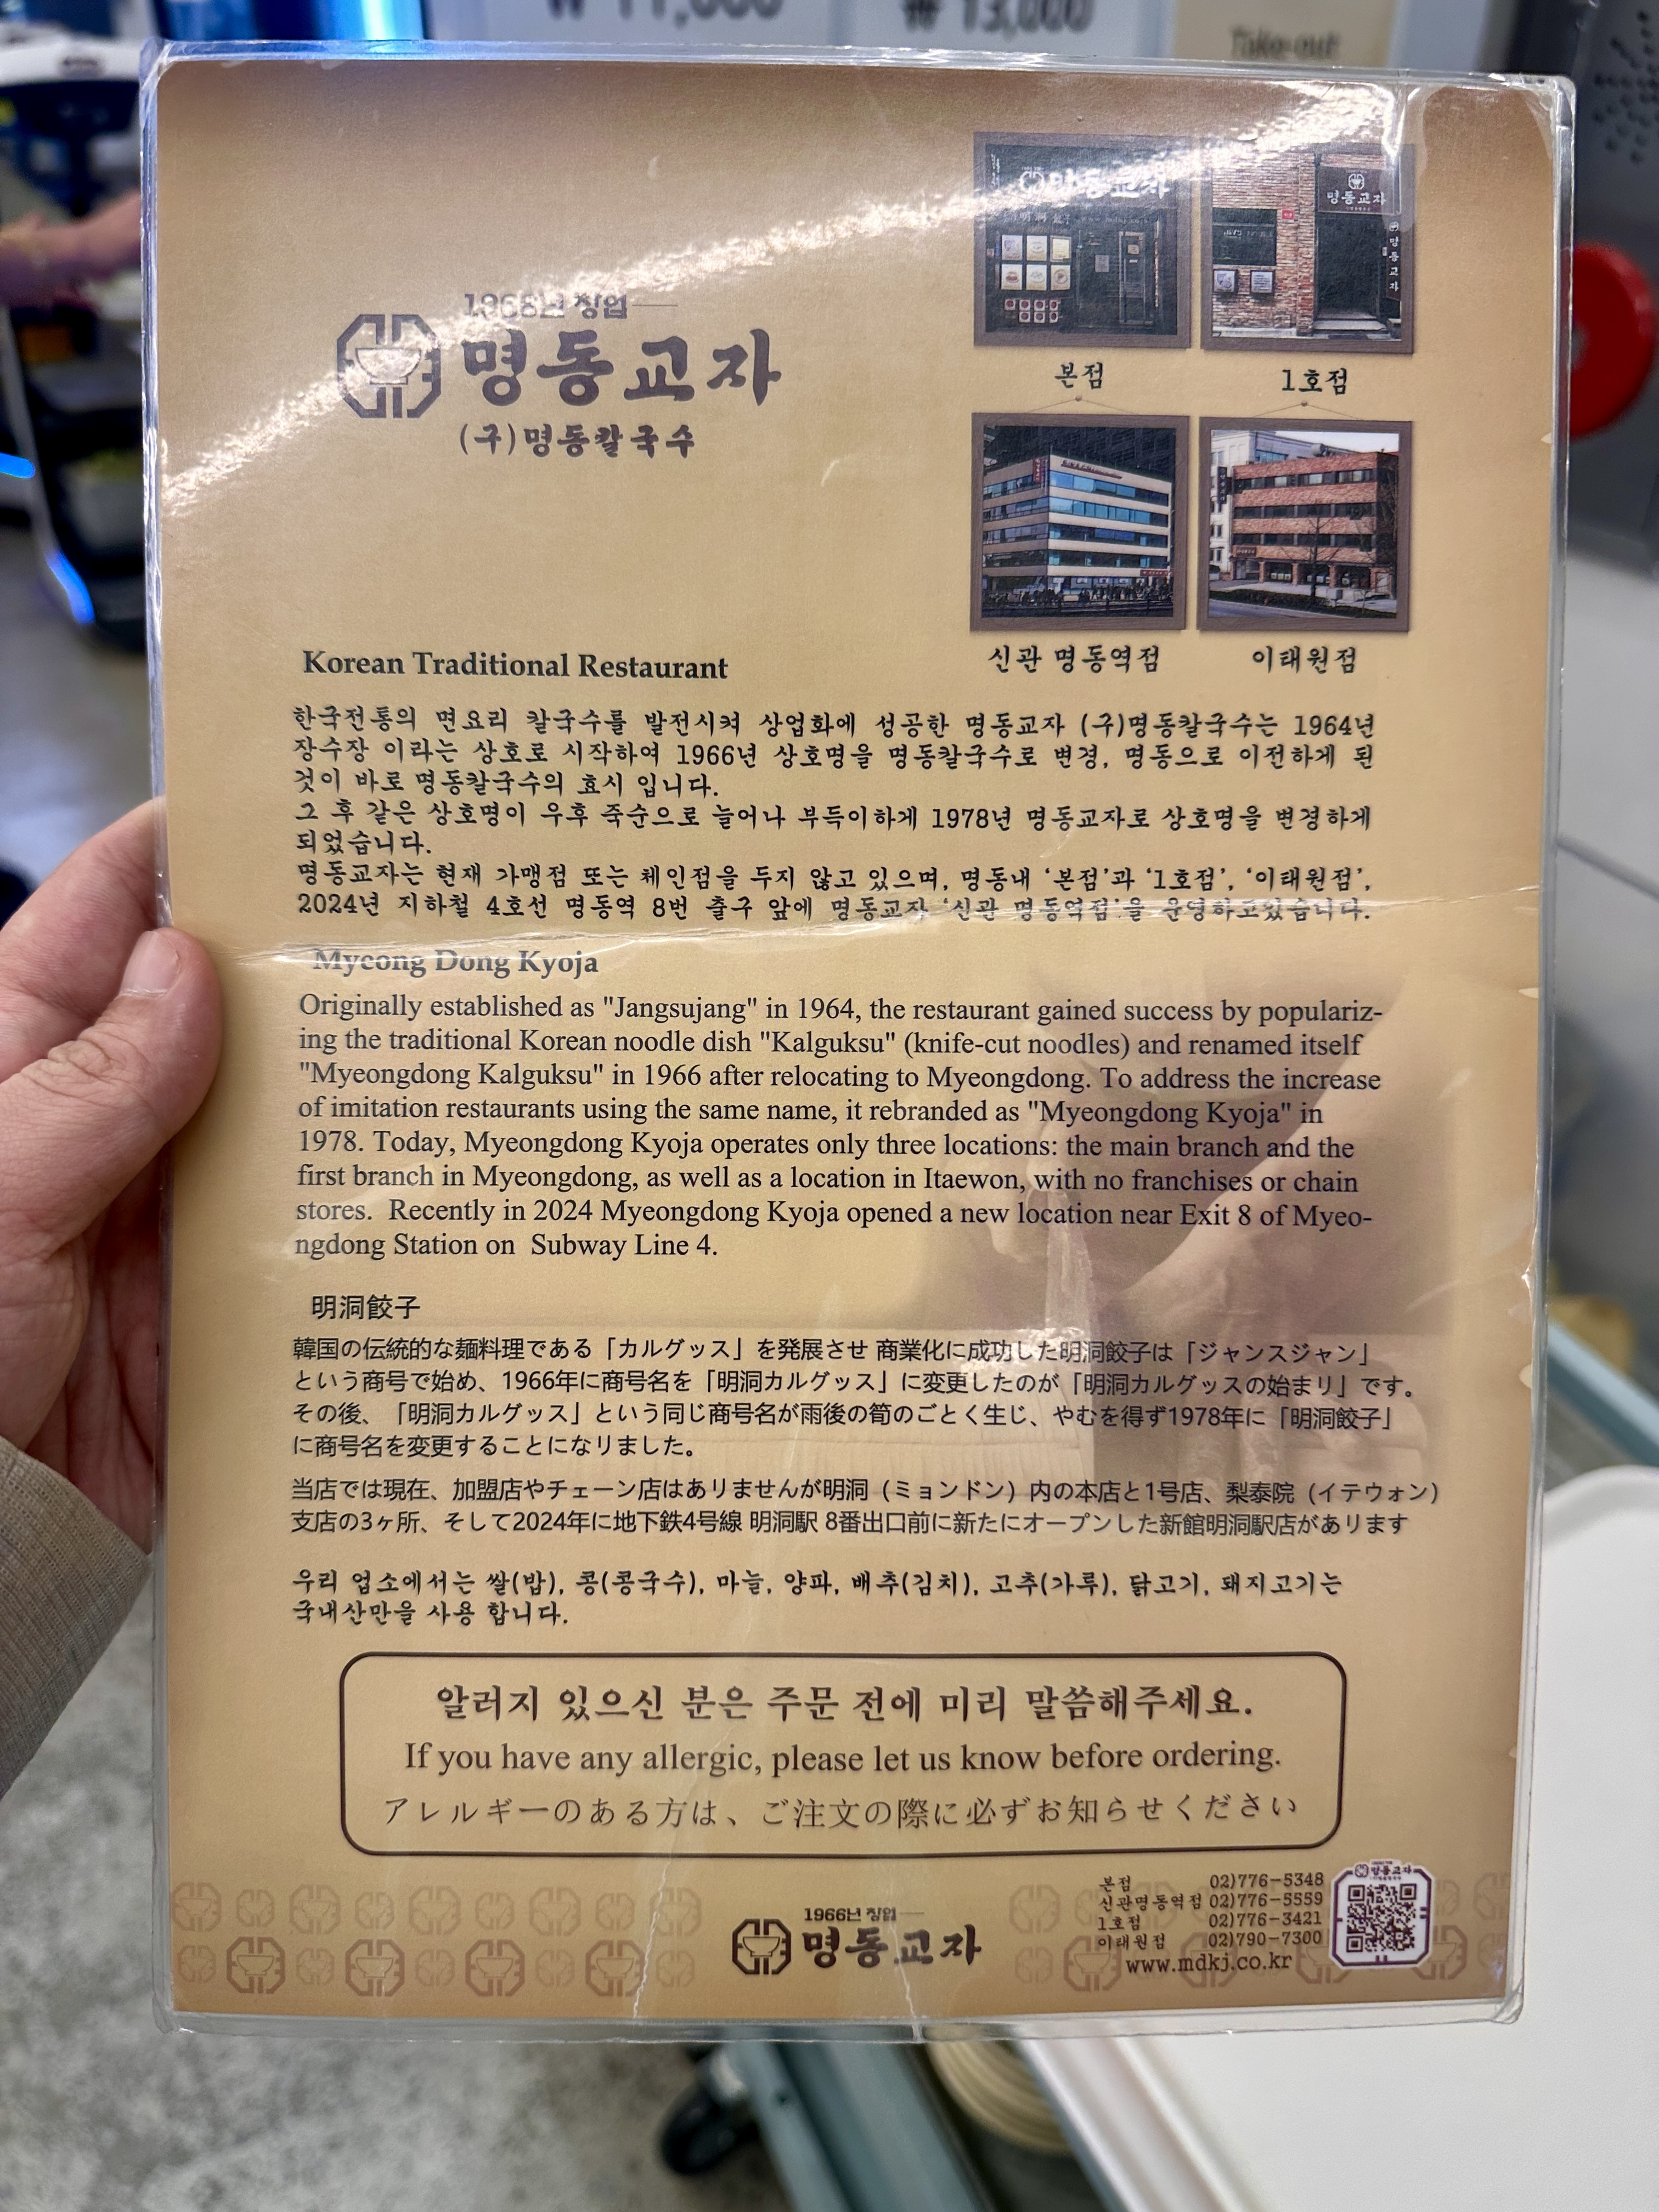 ₩ 13,000
Take-out
명동교자
명동교자
본점
1호점
1966년 창업
명동교자
(구)명동칼국수
신관 명동역점
이태원점
Korean Traditional Restaurant
한국전통의 면요리 칼국수를 발전시켜 상업화에 성공한 명동교자 (구)명동칼국수는 1964년
장수장 이라는 상호로 시작하여 1966년 상호명을 명동칼국수로 변경, 명동으로 이전하게 된
것이 바로 명동칼국수의 효시 입니다.
그 후 같은 상호명이 우후 죽순으로 늘어나 부득이하게 1978년 명동교자로 상호명을 변경하게
되었습니다.
명동교자는 현재 가맹점 또는 체인점을 두지 않고 있으며, 명동내 ‘본점’과 ‘1호점’, ‘이태원점’,
2024년 지하철 4호선 명동역 8번 출구 앞에 명동교자 ‘신관 명동역점’을 운영하고있습니다.
Myeong Dong Kyoja
Originally established as "Jangsujang" in 1964, the restaurant gained success by populariz-
ing the traditional Korean noodle dish "Kalguksu" (knife-cut noodles) and renamed itself
"Myeongdong Kalguksu" in 1966 after relocating to Myeongdong. To address the increase
of imitation restaurants using the same name, it rebranded as "Myeongdong Kyoja" in
1978. Today, Myeongdong Kyoja operates only three locations: the main branch and the
first branch in Myeongdong, as well as a location in Itaewon, with no franchises or chain
stores. Recently in 2024 Myeongdong Kyoja opened a new location near Exit 8 of Myeo-
ngdong Station on Subway Line 4.
明洞餃子
韓国の伝統的な麺料理である「カルグッス」を発展させ 商業化に成功した明洞餃子は「ジャンスジャン」
という商号で始め、1966年に商号名を「明洞カルグッス」に変更したのが「明洞カルグッスの始まり」です。
その後、「明洞カルグッス」という同じ商号名が雨後の筍のごとく生じ、やむを得ず1978年に「明洞餃子」
に商号名を変更することになりました。
当店では現在、加盟店やチェーン店はありませんが明洞（ミョンドン）内の本店と1号店、梨泰院（イテウォン）
支店の3ヶ所、そして2024年に地下鉄4号線 明洞駅 8番出口前に新たにオープンした新館明洞駅店があります
우리 업소에서는 쌀(밥), 콩(콩국수), 마늘, 양파, 배추(김치), 고추(가루), 닭고기, 돼지고기는
국내산만을 사용 합니다.
알러지 있으신 분은 주문 전에 미리 말씀해주세요.
If you have any allergic, please let us know before ordering.
アレルギーのある方は、ご注文の際に必ずお知らせください
1966년 창업
명동교자
본점 02)776-5348
신관명동역점 02)776-5559
1호점 02)776-3421
이태원점 02)790-7300
www.mdkj.co.kr
명동교자